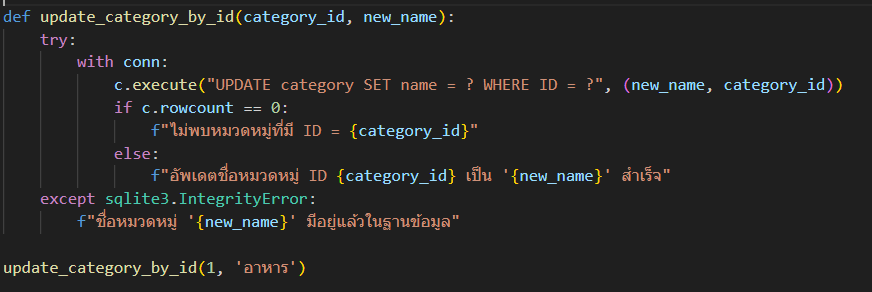 def update_category_by_id(category_id, new_name):
    try:
        with conn:
            c.execute("UPDATE category SET name = ? WHERE ID = ?", (new_name, category_id))
            if c.rowcount == 0:
                f"ไม่พบหมวดหมู่ที่มี ID = {category_id}"
            else:
                f"อัพเดตชื่อหมวดหมู่ ID {category_id} เป็น '{new_name}' สำเร็จ"
    except sqlite3.IntegrityError:
        f"ชื่อหมวดหมู่ '{new_name}' มีอยู่แล้วในฐานข้อมูล"
update_category_by_id(1, 'อาหาร')